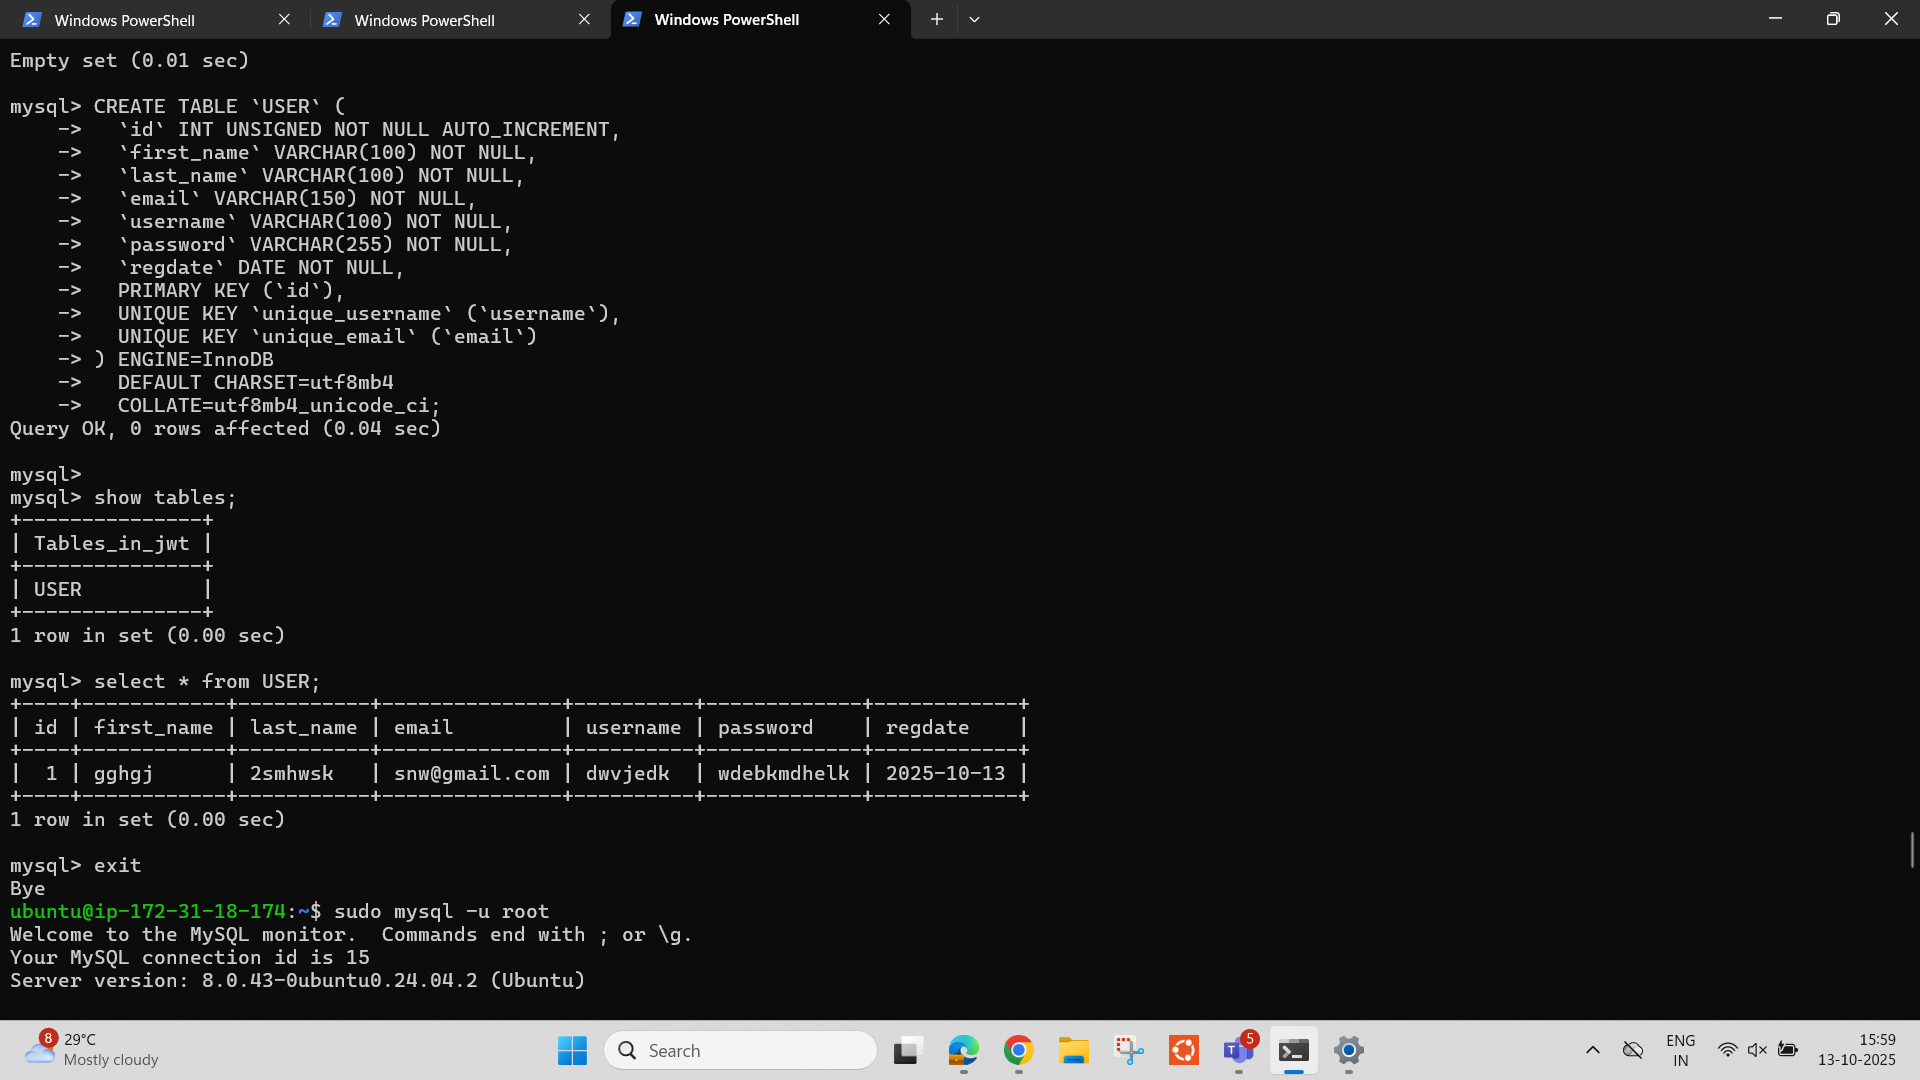 Windows PowerShell
Windows PowerShell
Windows PowerShell
Empty set (0.01 sec)
mysql> CREATE TABLE `USER` (
    ->   `id` INT UNSIGNED NOT NULL AUTO_INCREMENT,
    ->   `first_name` VARCHAR(100) NOT NULL,
    ->   `last_name` VARCHAR(100) NOT NULL,
    ->   `email` VARCHAR(150) NOT NULL,
    ->   `username` VARCHAR(100) NOT NULL,
    ->   `password` VARCHAR(255) NOT NULL,
    ->   `regdate` DATE NOT NULL,
    ->   PRIMARY KEY (`id`),
    ->   UNIQUE KEY `unique_username` (`username`),
    ->   UNIQUE KEY `unique_email` (`email`)
    -> ) ENGINE=InnoDB
    ->   DEFAULT CHARSET=utf8mb4
    ->   COLLATE=utf8mb4_unicode_ci;
Query OK, 0 rows affected (0.04 sec)
mysql>
mysql> show tables;
+---------------+
| Tables_in_jwt |
+---------------+
| USER          |
+---------------+
1 row in set (0.00 sec)
mysql> select * from USER;
+----+------------+-----------+---------------+----------+-------------+------------+
| id | first_name | last_name | email         | username | password    | regdate    |
+----+------------+-----------+---------------+----------+-------------+------------+
|  1 | gghgj      | 2smhwsk   | snw@gmail.com | dwvjedk  | wdebkmdhelk | 2025-10-13 |
+----+------------+-----------+---------------+----------+-------------+------------+
1 row in set (0.00 sec)
mysql> exit
Bye
ubuntu@ip-172-31-18-174:~$ sudo mysql -u root
Welcome to the MySQL monitor.  Commands end with ; or \g.
Your MySQL connection id is 15
Server version: 8.0.43-0ubuntu0.24.04.2 (Ubuntu)
8
29°C
Mostly cloudy
Search
T
5
ENG
IN
15:59
13-10-2025